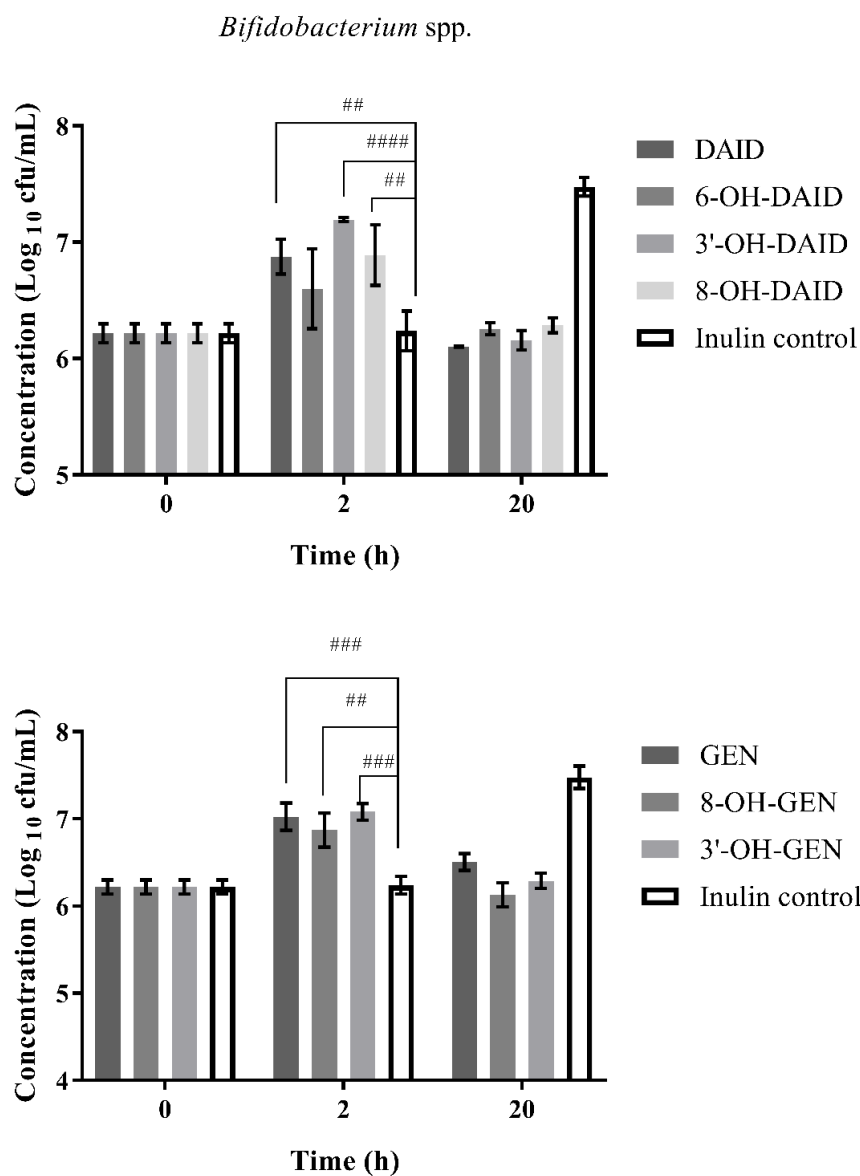 Bifidobacterium spp.
Concentration (Log 10 cfu/mL)
8
7
6
5
##
####
##
0
2
20
Time (h)
DAID
6-OH-DAID
3'-OH-DAID
8-OH-DAID
Inulin control
Concentration (Log 10 cfu/mL)
8
7
6
5
4
###
##
###
0
2
20
Time (h)
GEN
8-OH-GEN
3'-OH-GEN
Inulin control